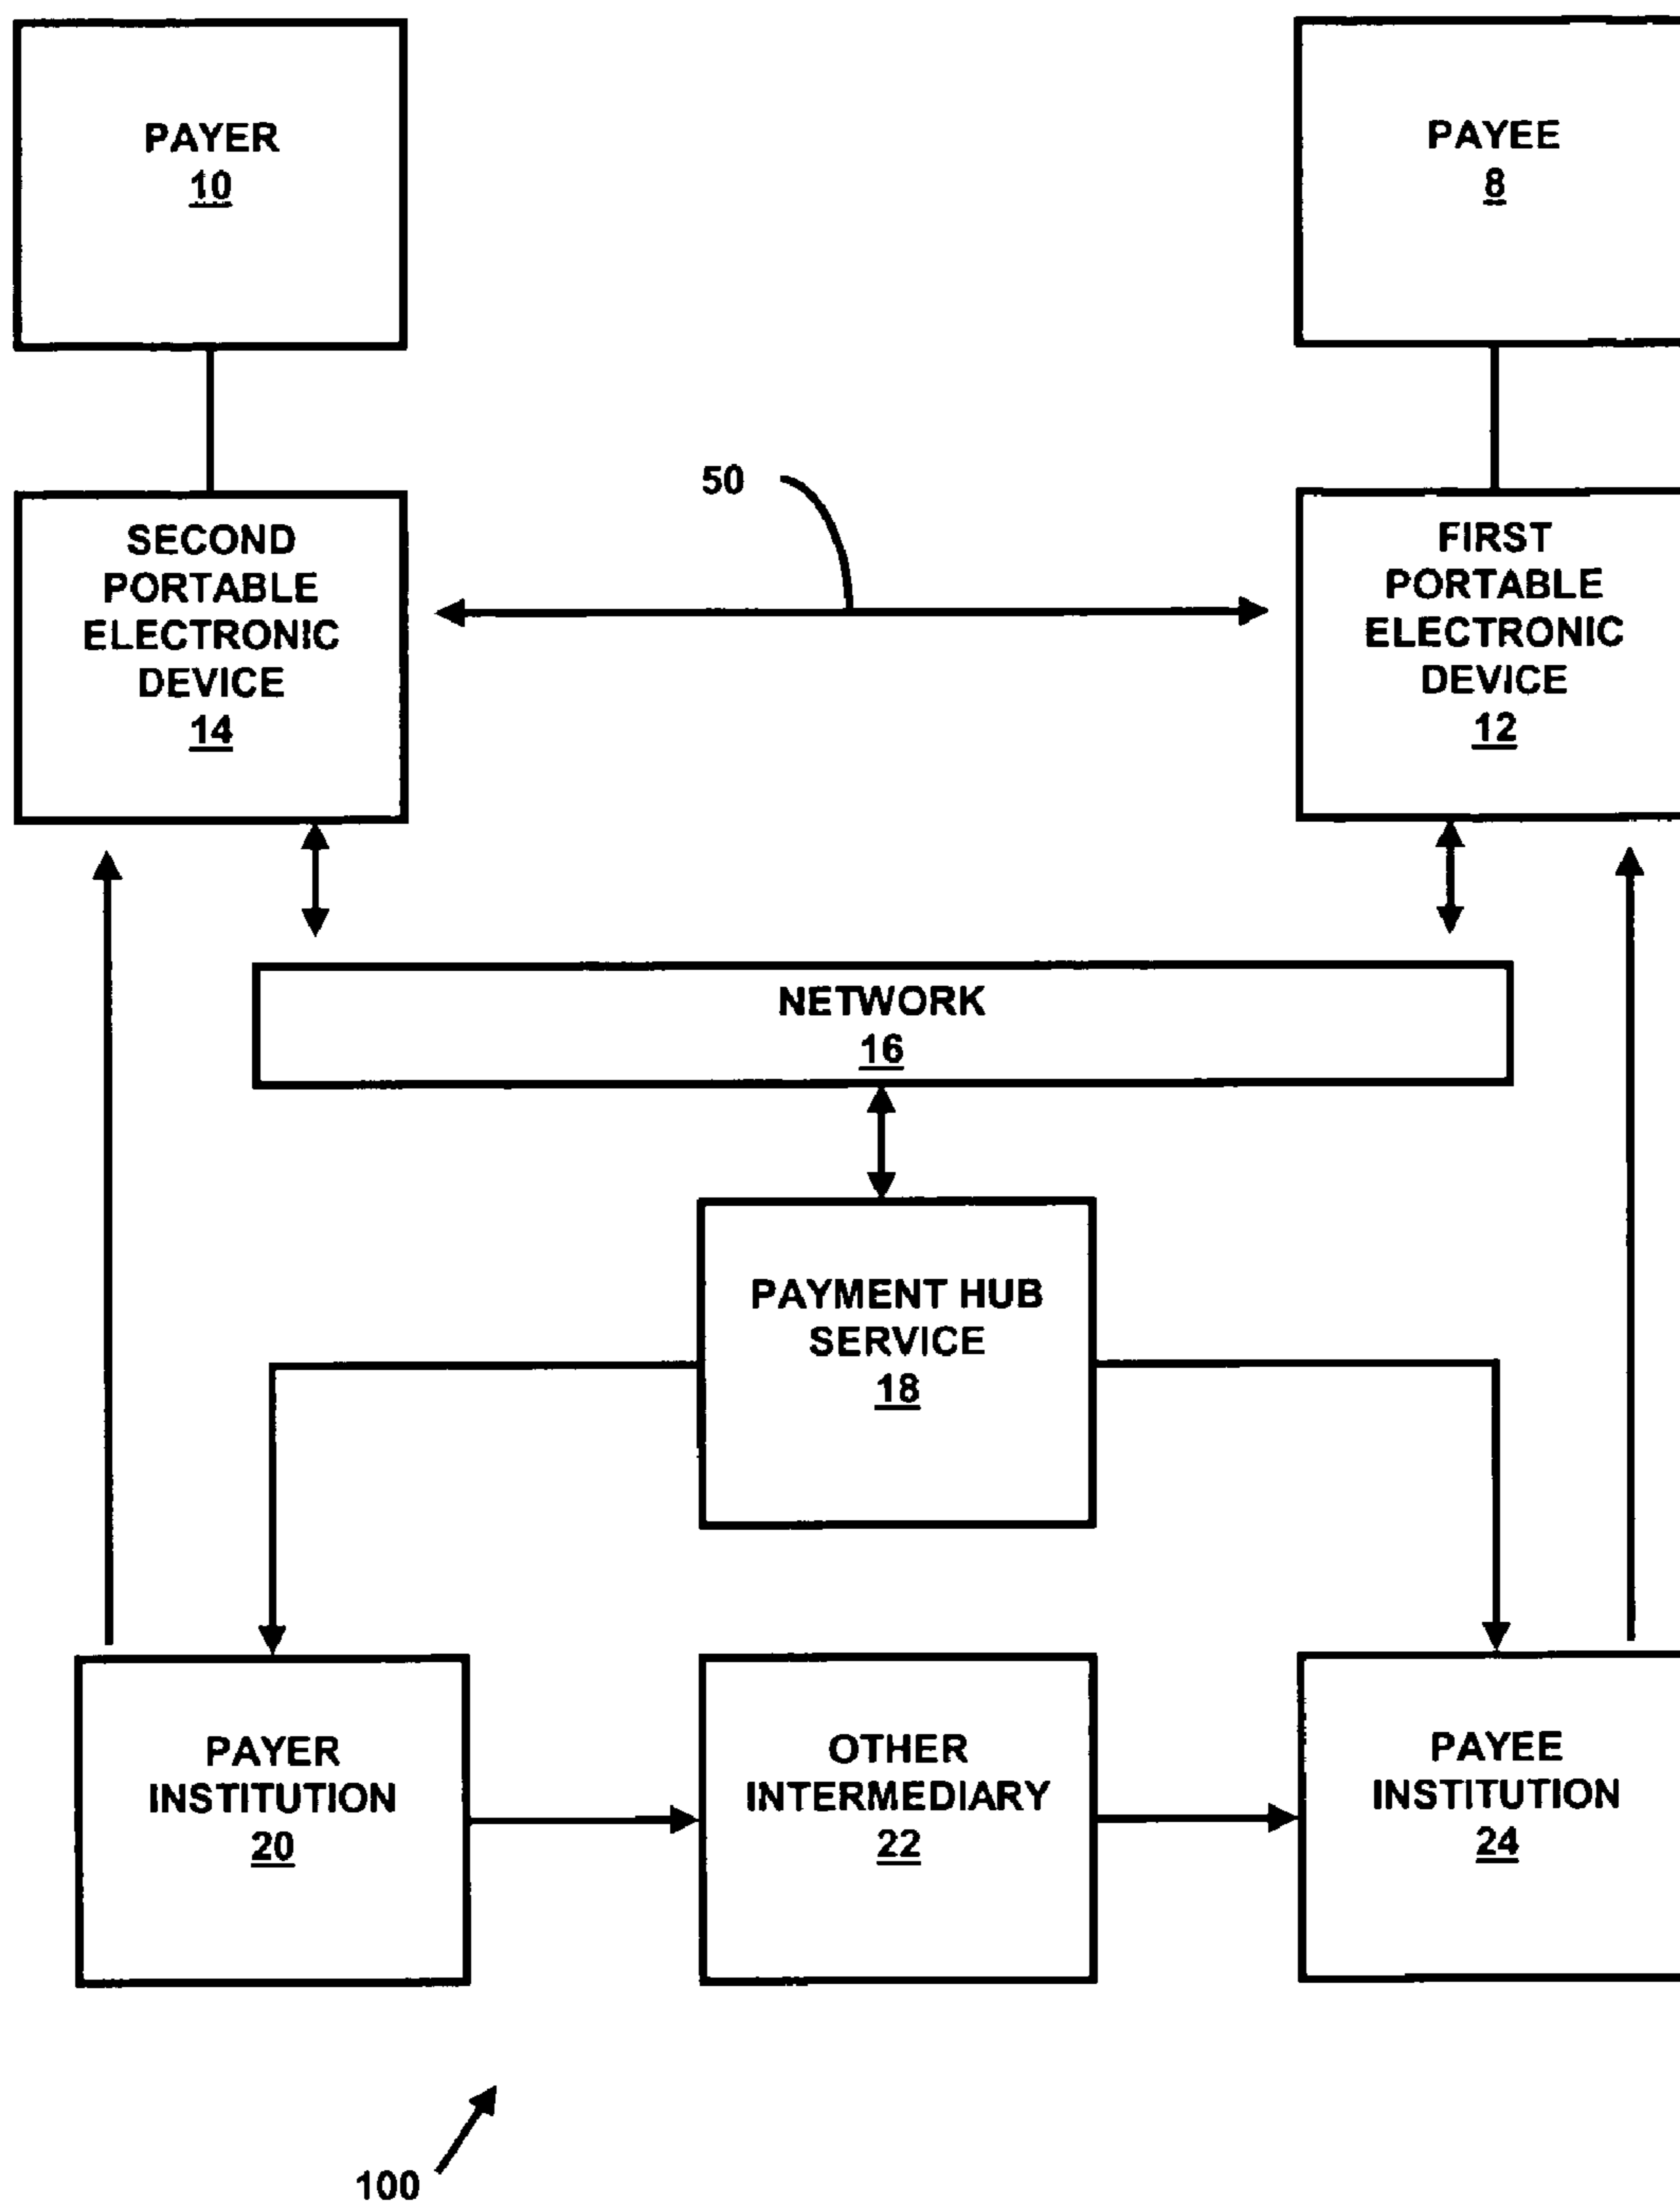 PAYER
10
PAYEE
8
50
SECOND
PORTABLE
ELECTRONIC
DEVICE
14
FIRST
PORTABLE
ELECTRONIC
DEVICE
12
NETWORK
16
PAYMENT HUB
SERVICE
18
PAYER
INSTITUTION
20
OTHER
INTERMEDIARY
22
PAYEE
INSTITUTION
24
100